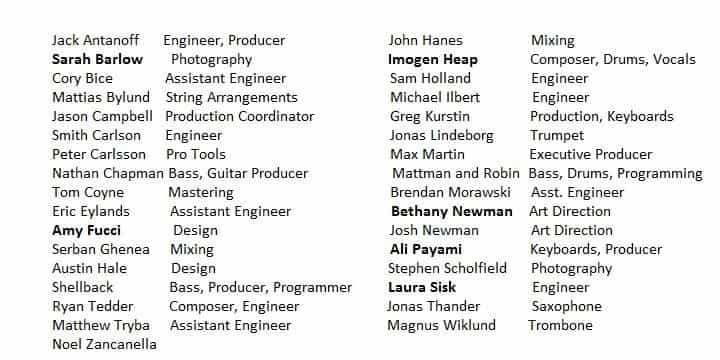 Jack Antanoff Engineer, Producer
Sarah Barlow Photography
Cory Bice Assistant Engineer
Mattias Bylund String Arrangements
Jason Campbell Production Coordinator
Smith Carlson Engineer
Peter Carlsson Pro Tools
Nathan Chapman Bass, Guitar Producer
Tom Coyne Mastering
Eric Eylands Assistant Engineer
Amy Fucci Design
Serban Ghenea Mixing
Austin Hale Design
Shellback Bass, Producer, Programmer
Ryan Tedder Composer, Engineer
Matthew Tryba Assistant Engineer
Noel Zancanella
John Hanes Mixing
Imogen Heap Composer, Drums, Vocals
Sam Holland Engineer
Michael Ilbert Engineer
Greg Kurstin Production, Keyboards
Jonas Lindeborg Trumpet
Max Martin Executive Producer
Mattman and Robin Bass, Drums, Programming
Brendan Morawski Asst. Engineer
Bethany Newman Art Direction
Josh Newman Art Direction
Ali Payami Keyboards, Producer
Stephen Scholfield Photography
Laura Sisk Engineer
Jonas Thander Saxophone
Magnus Wiklund Trombone